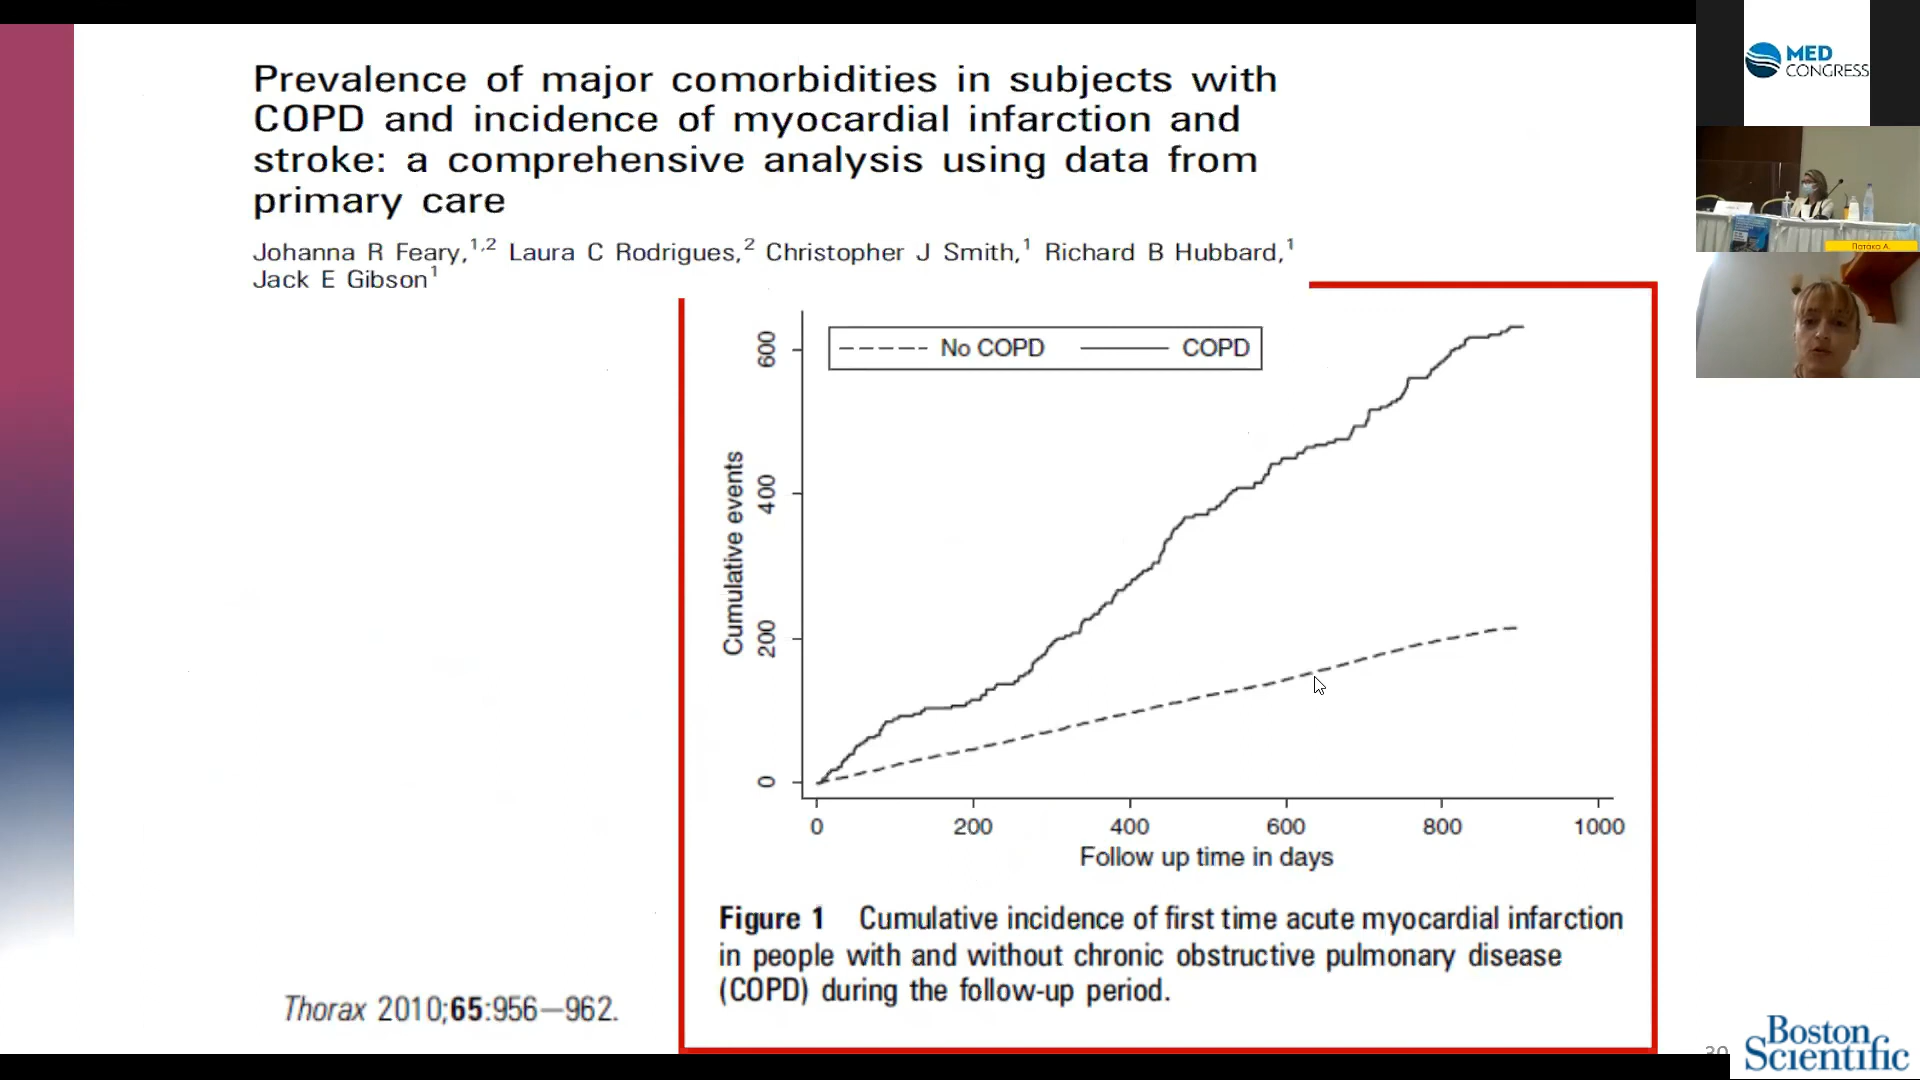 Prevalence of major comorbidities in subjects with
COPD and incidence of myocardial infarction and
stroke: a comprehensive analysis using data from
primary care
Johanna R Feary,1,2 Laura C Rodrigues,2 Christopher J Smith,1 Richard B Hubbard,1
Jack E Gibson1
No COPD COPD
Cumulative events
600
400
200
0
0 200 400 600 800 1000
Follow up time in days
Figure 1 Cumulative incidence of first time acute myocardial infarction
in people with and without chronic obstructive pulmonary disease
(COPD) during the follow-up period.
Thorax 2010;65:956—962.
MED
CONGRESS
Потако А.
30
Boston
Scientific